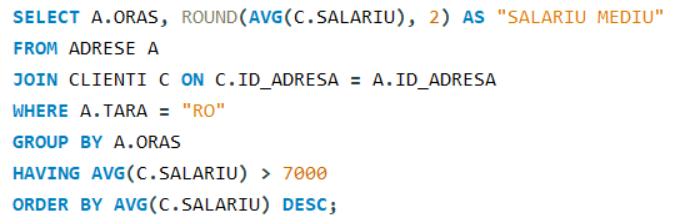 SELECT A.ORAS, ROUND(AVG(C.SALARIU), 2) AS "SALARIU MEDIU"
FROM ADRESE A
JOIN CLIENTI C ON C.ID_ADRESA = A.ID_ADRESA
WHERE A.TARA = "RO"
GROUP BY A.ORAS
HAVING AVG(C.SALARIU) > 7000
ORDER BY AVG(C.SALARIU) DESC;